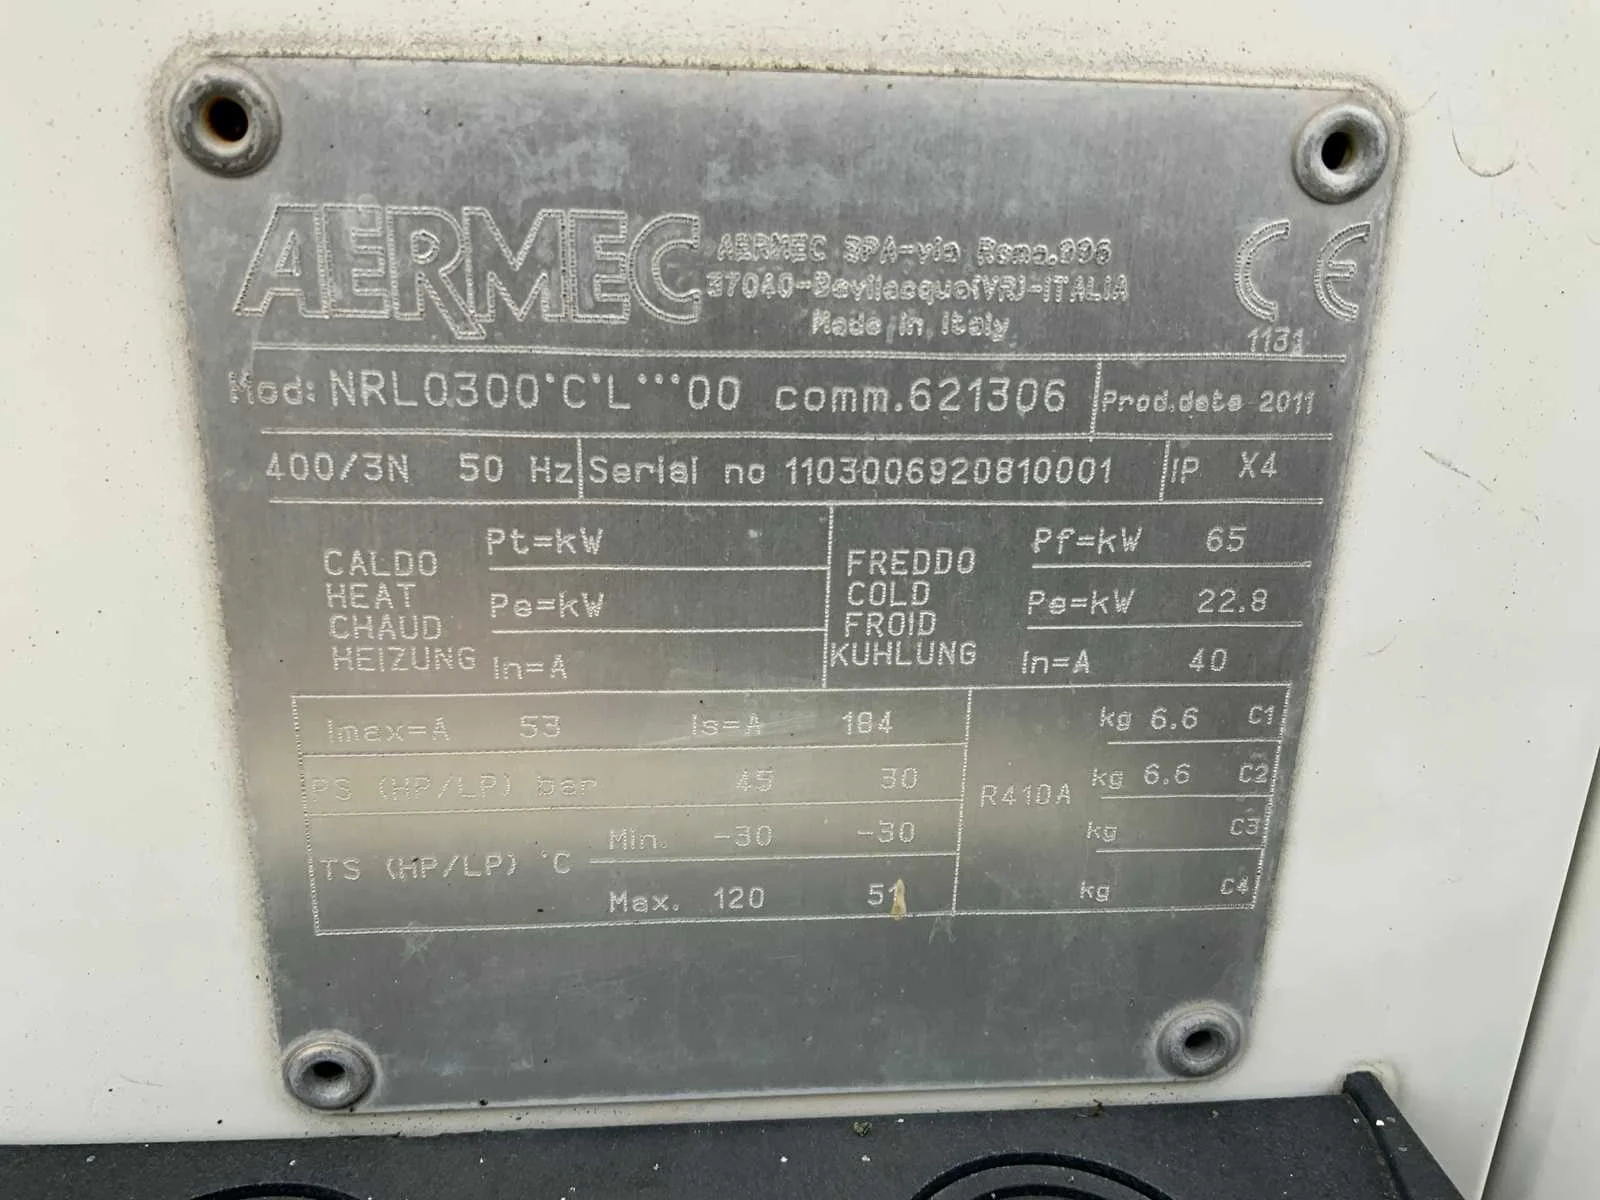 AERMEC AERMEC SPA-via Roma.996
37040-Bevilacqua(VR)-ITALIA
Made in Italy
CE
1131
Mod: NRL0300°C°L°°°00 comm.621306 Prod.date 2011
400/3N 50 Hz Serial no 1103006920810001 IP X4
CALDO
HEAT
CHAUD
HEIZUNG
Pt=kW
Pe=kW
In=A
FREDDO
COLD
FROID
KUHLUNG
Pf=kW 65
Pe=kW 22.8
In=A 40
Imax=A 53 Is=A 184
PS (HP/LP) bar 45 30
TS (HP/LP) °C
Min. -30 -30
Max. 120 51
R410A
kg 6.6 C1
kg 6.6 C2
kg C3
kg C4